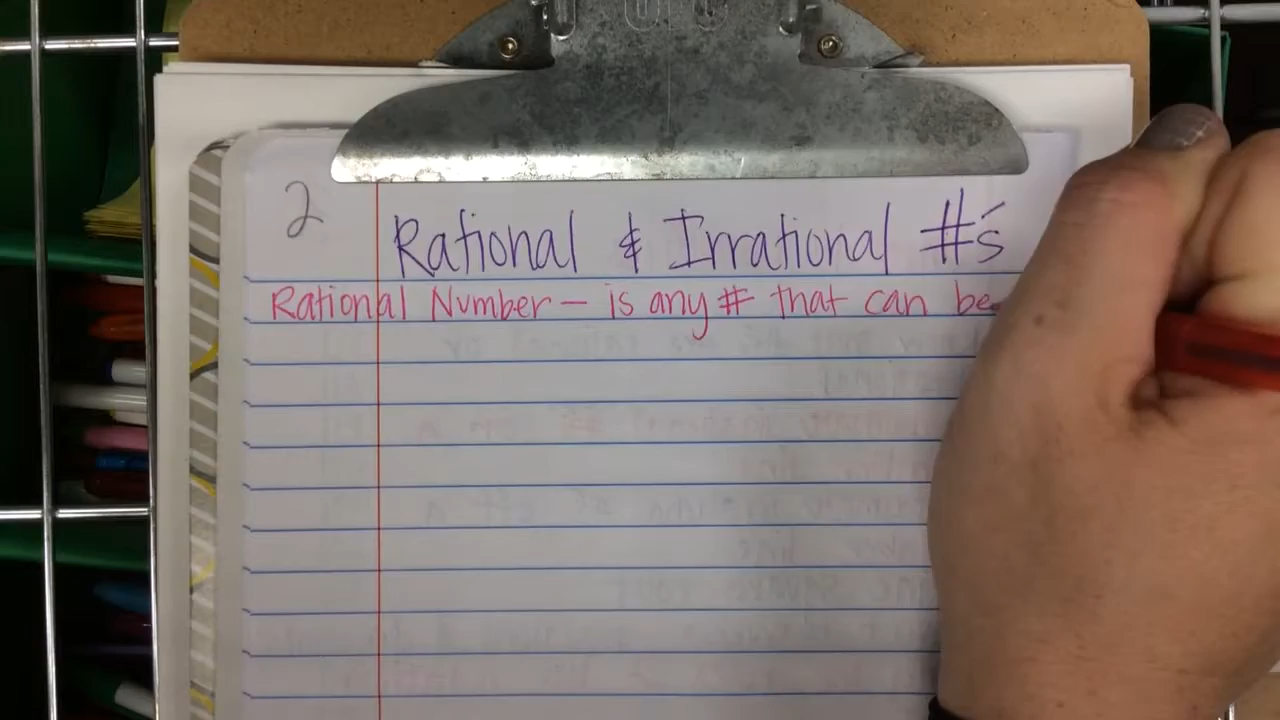 2
Rational & Irrational #'s
Rational Number – is any # that can be